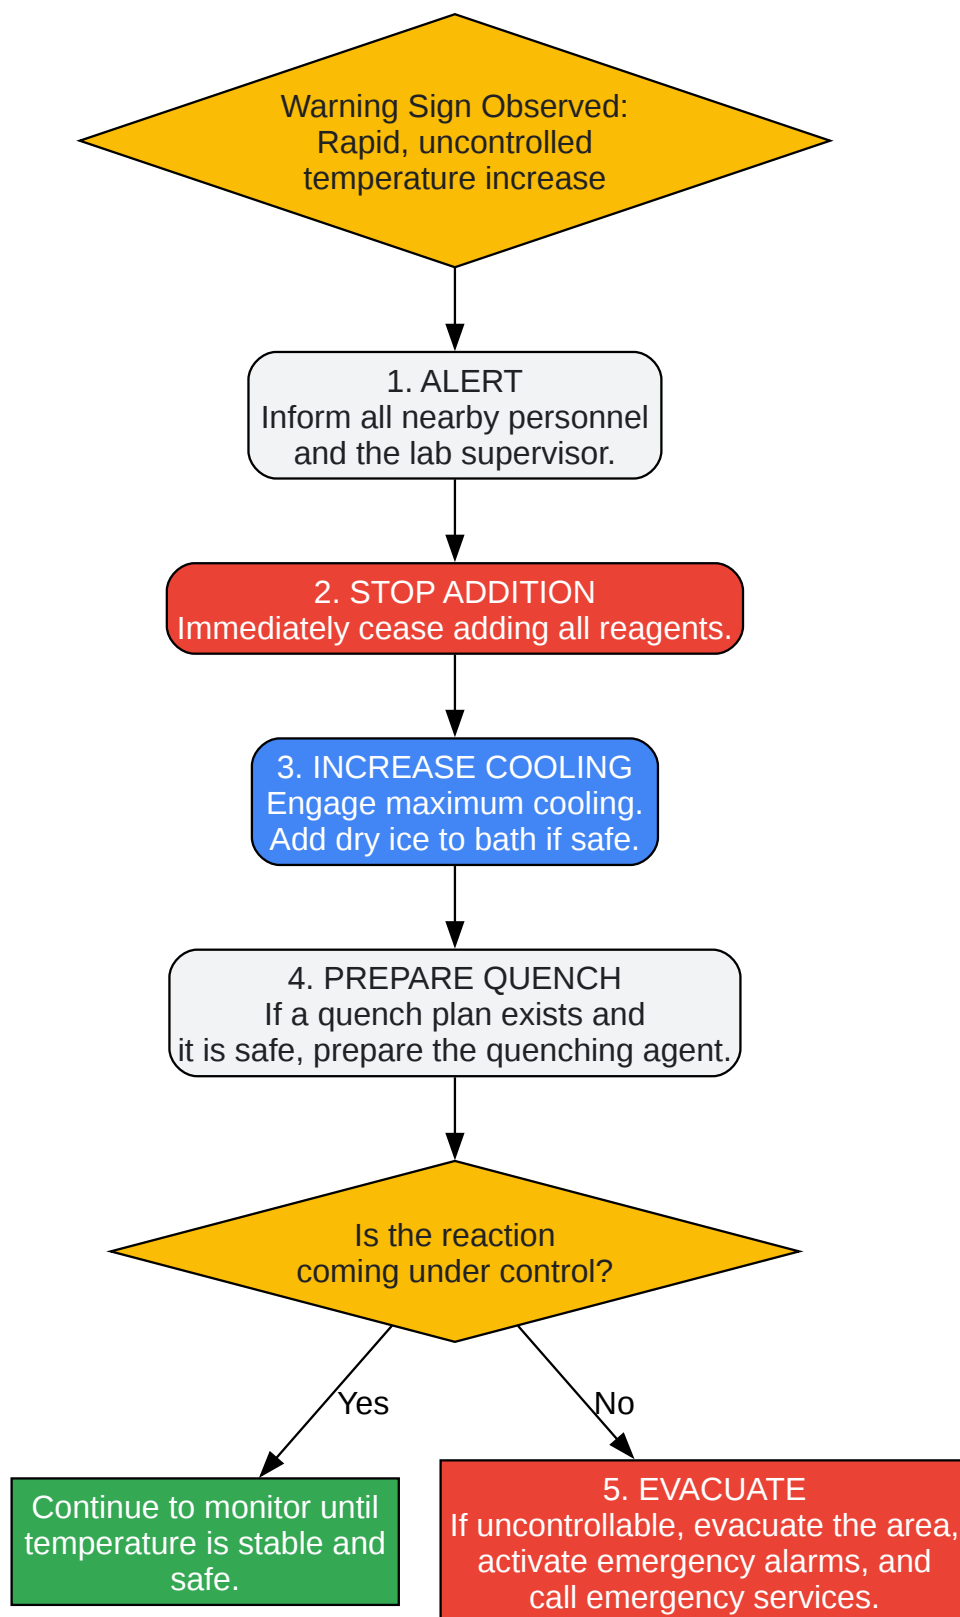 Warning Sign Observed:
Rapid, uncontrolled
temperature increase
1. ALERT
Inform all nearby personnel
and the lab supervisor.
2. STOP ADDITION
Immediately cease adding all reagents.
3. INCREASE COOLING
Engage maximum cooling.
Add dry ice to bath if safe.
4. PREPARE QUENCH
If a quench plan exists and
it is safe, prepare the quenching agent.
Is the reaction
coming under control?
Yes
No
Continue to monitor until
temperature is stable and
safe.
5. EVACUATE
If uncontrollable, evacuate the area,
activate emergency alarms, and
call emergency services.